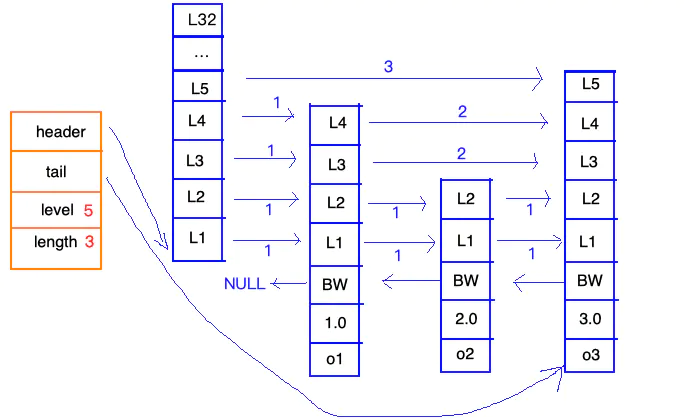 header
tail
level 5
length 3
L32
...
L5
L4
L3
L2
L1
3
1
1
1
1
NULL
L4
L3
L2
L1
BW
1.0
o1
2
2
1
1
L2
L1
BW
2.0
o2
1
1
L5
L4
L3
L2
L1
BW
3.0
o3